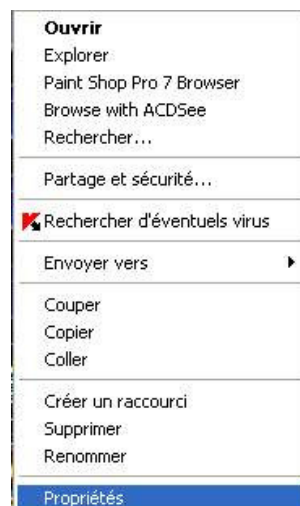 Ouvrir
Explorer
Paint Shop Pro 7 Browser
Browse with ACDSee
Rechercher...
Partage et sécurité...
Rechercher d'éventuels virus
Envoyer vers
Couper
Copier
Coller
Créer un raccourci
Supprimer
Renommer
Propriétés